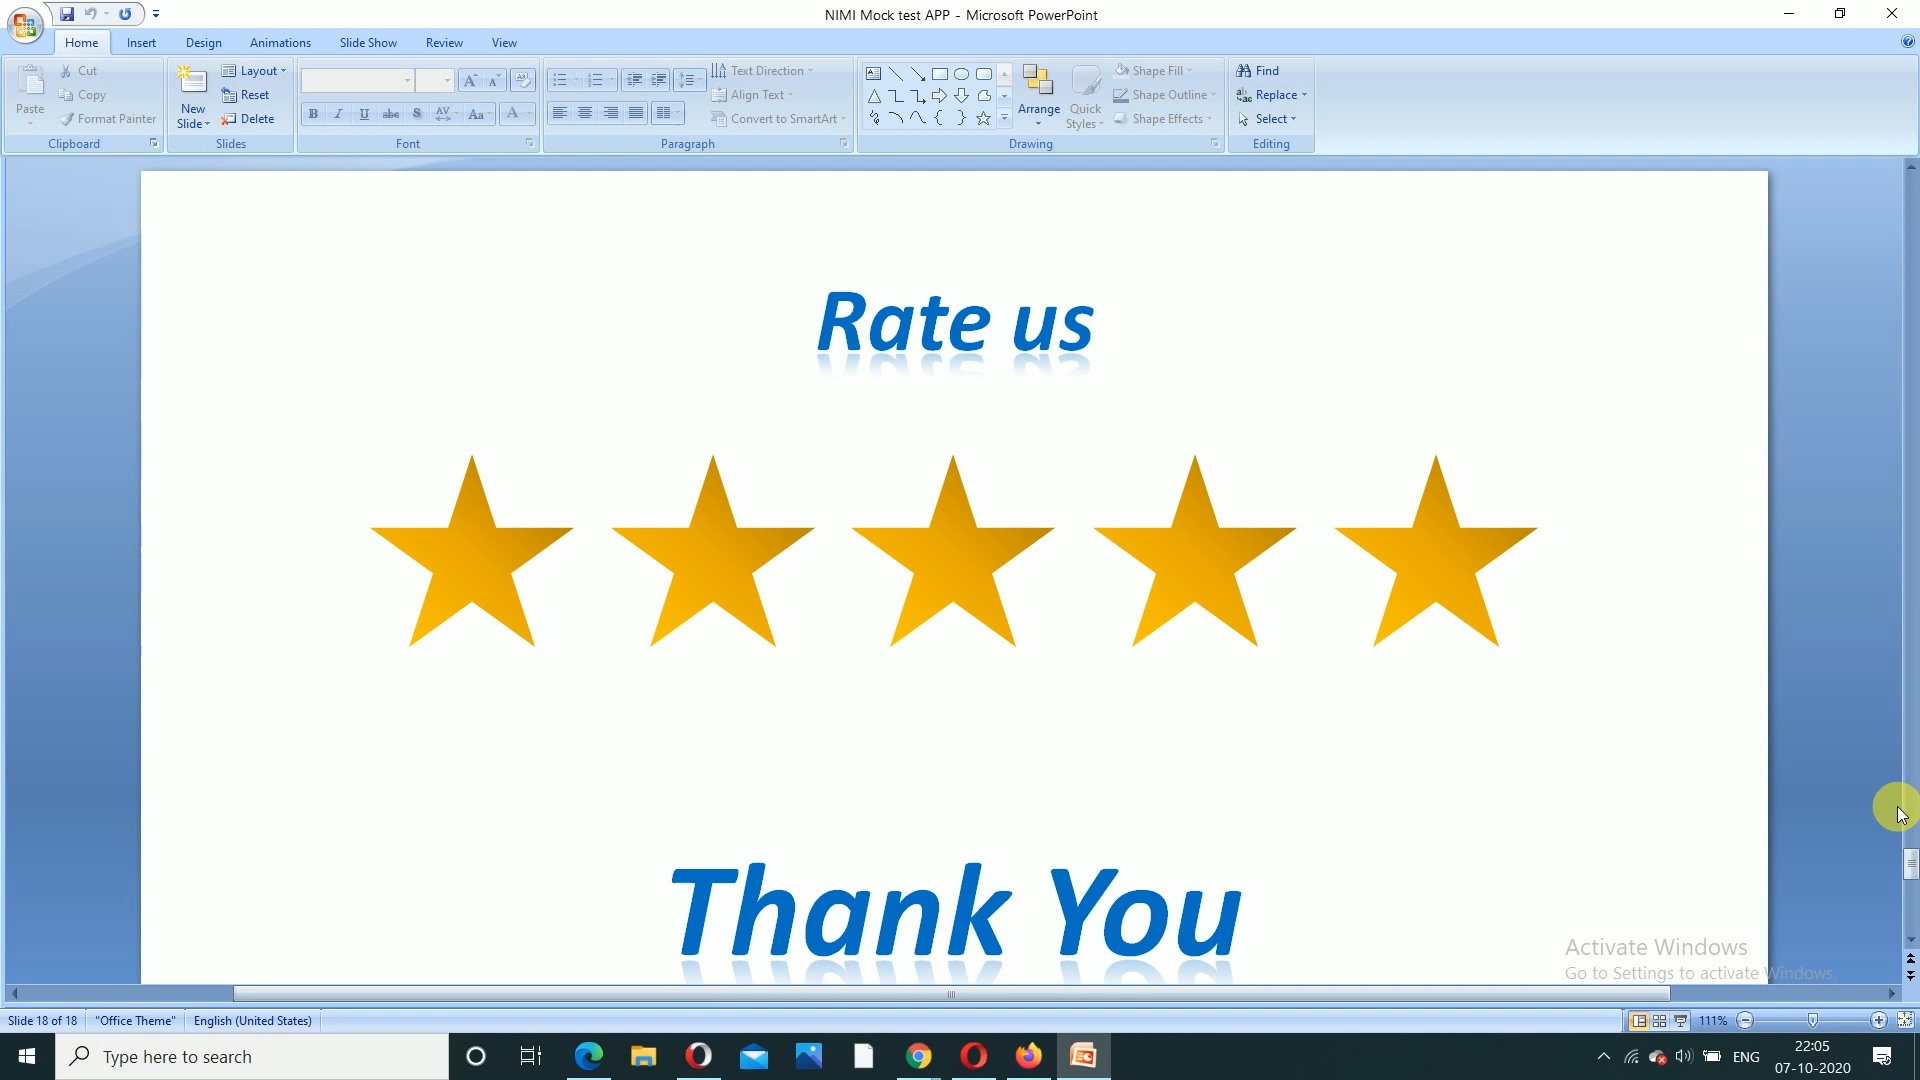 NIMI Mock test APP - Microsoft PowerPoint
Home Insert Design Animations Slide Show Review View
Paste
Cut
Copy
Format Painter
Clipboard
New
Slide
Layout
Reset
Delete
Slides
B I U abc S AV Aa A
Font
Text Direction
Align Text
Convert to SmartArt
Paragraph
Arrange
Quick
Styles
Shape Fill
Shape Outline
Shape Effects
Drawing
Find
Replace
Select
Editing
Rate us
Thank You
Activate Windows
Go to Settings to activate Windows.
Slide 18 of 18 "Office Theme" English (United States) 111%
Type here to search
ENG
22:05
07-10-2020